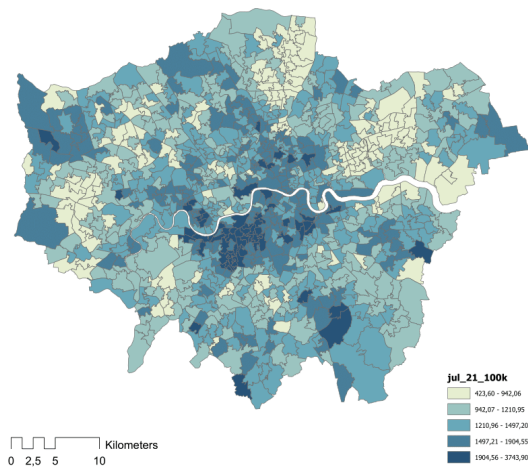 jul_21_100k
423,60 - 942,06
942,07 - 1210,95
1210,96 - 1497,20
1497,21 - 1904,55
1904,56 - 3743,90
Kilometers
0 2,5 5 10